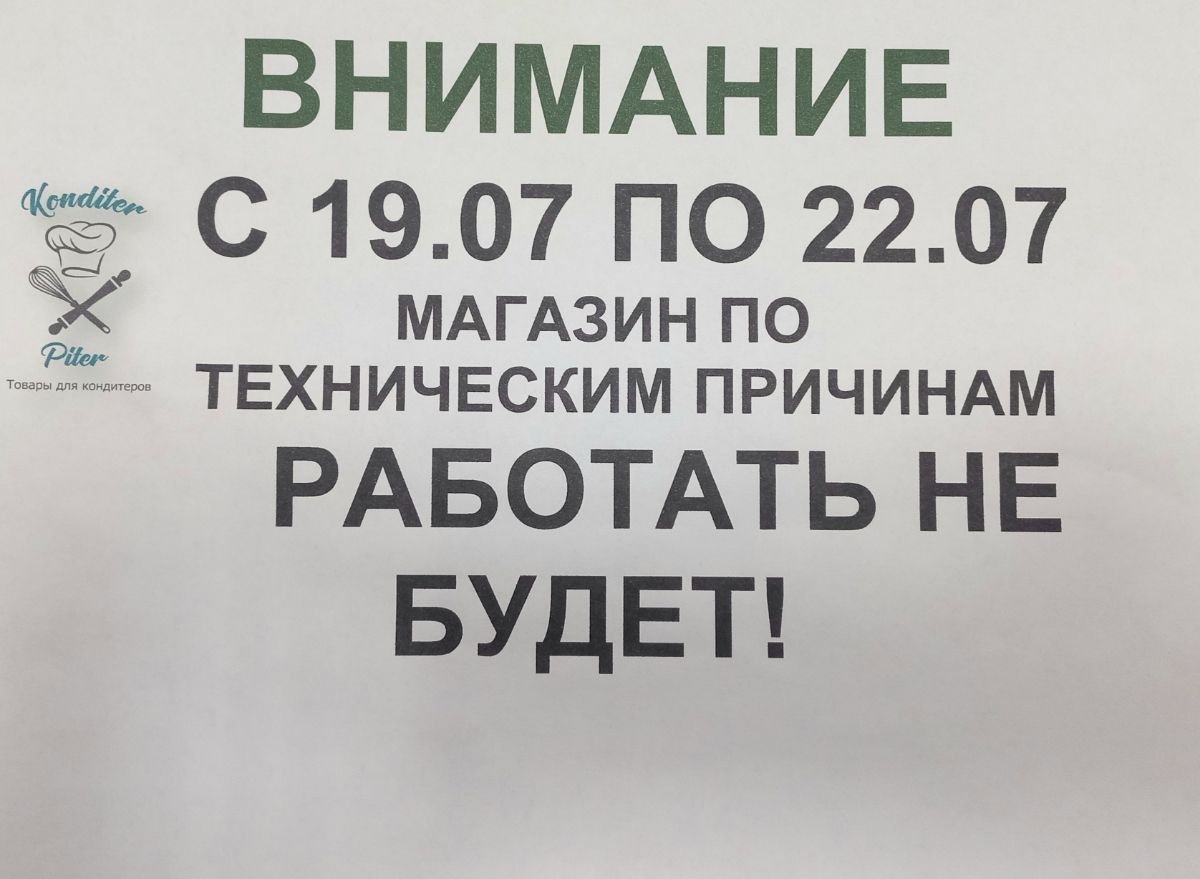 ВНИМАНИЕ
С 19.07 ПО 22.07
Konditer
Piter
Товары для кондитеров
МАГАЗИН ПО
ТЕХНИЧЕСКИМ ПРИЧИНАМ
РАБОТАТЬ НЕ
БУДЕТ!